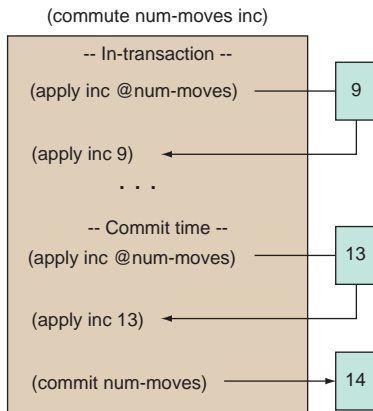 (commute num-moves inc)
-- In-transaction --
(apply inc @num-moves)
9
(apply inc 9)
. . .
-- Commit time --
(apply inc @num-moves)
13
(apply inc 13)
(commit num-moves)
14